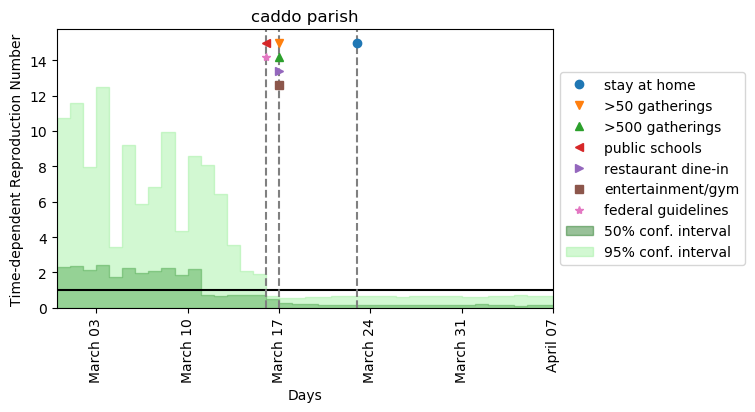 caddo parish
Time-dependent Reproduction Number
14
12
10
8
6
4
2
0
March 03
March 10
March 17
March 24
March 31
April 07
Days
stay at home
>50 gatherings
>500 gatherings
public schools
restaurant dine-in
entertainment/gym
federal guidelines
50% conf. interval
95% conf. interval